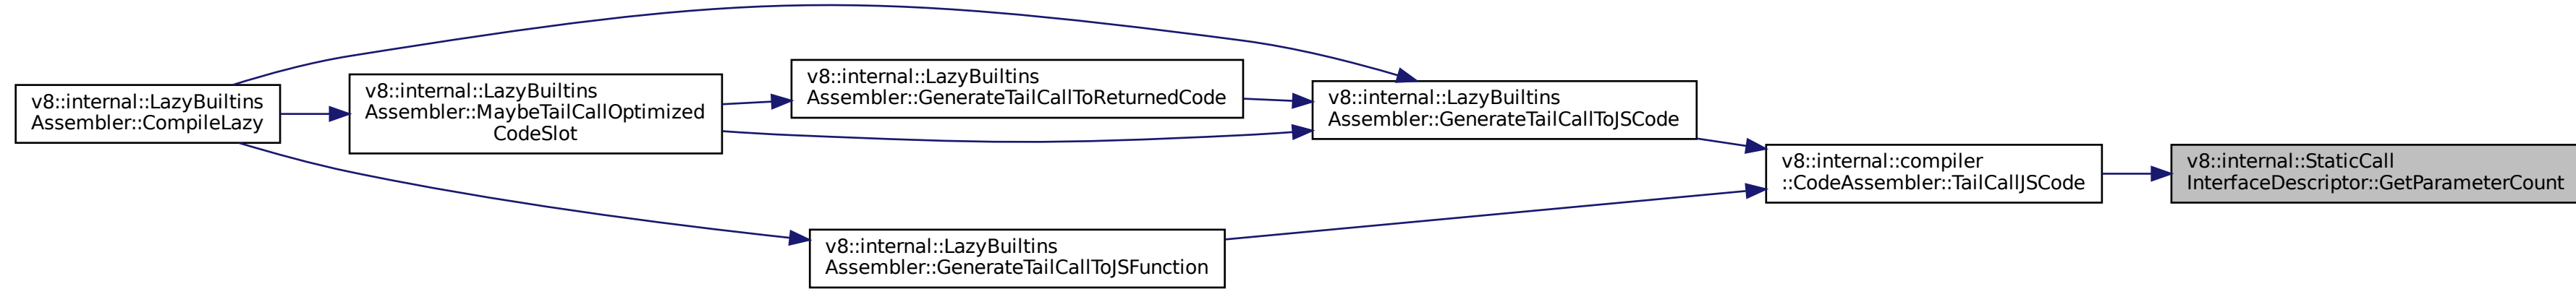 v8::internal::LazyBuiltins
Assembler::CompileLazy
v8::internal::LazyBuiltins
Assembler::MaybeTailCallOptimized
CodeSlot
v8::internal::LazyBuiltins
Assembler::GenerateTailCallToReturnedCode
v8::internal::LazyBuiltins
Assembler::GenerateTailCallToJSCode
v8::internal::compiler
::CodeAssembler::TailCallJSCode
v8::internal::StaticCall
InterfaceDescriptor::GetParameterCount
v8::internal::LazyBuiltins
Assembler::GenerateTailCallToJSFunction